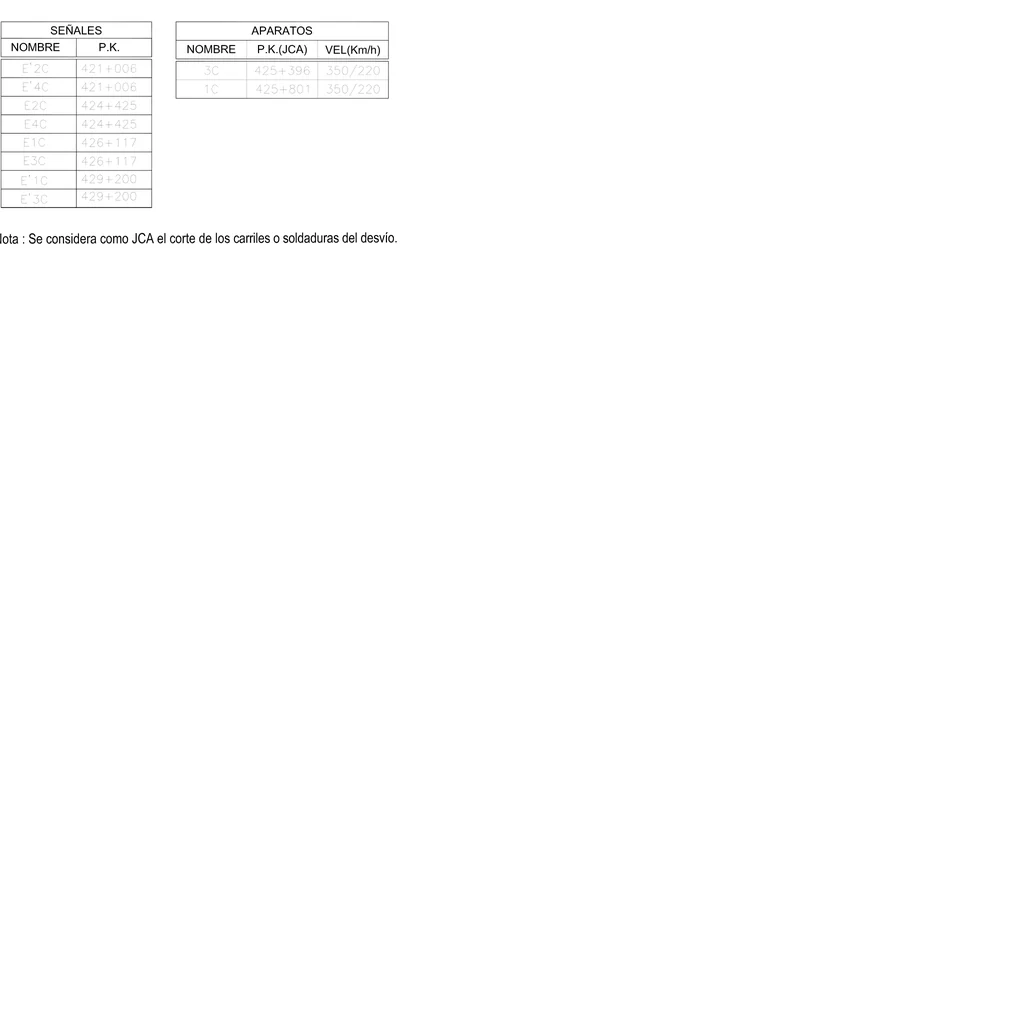 SEÑALES
NOMBRE P.K.
E'2C 421+006
E'4C 421+006
E2C 424+425
E4C 424+425
E1C 426+117
E3C 426+117
E'1C 429+200
E'3C 429+200
APARATOS
NOMBRE P.K.(JCA) VEL(Km/h)
3C 425+396 350/220
1C 425+801 350/220
Nota : Se considera como JCA el corte de los carriles o soldaduras del desvío.